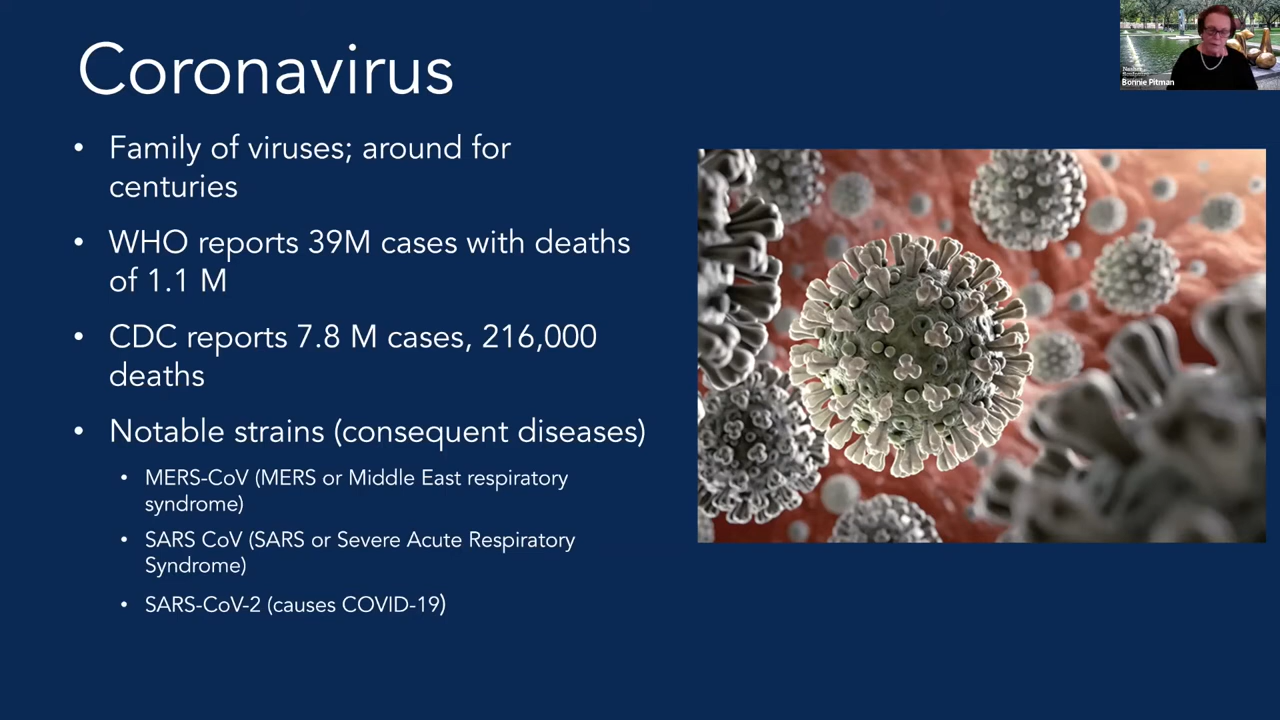 Coronavirus
• Family of viruses; around for
centuries
• WHO reports 39M cases with deaths
of 1.1 M
• CDC reports 7.8 M cases, 216,000
deaths
• Notable strains (consequent diseases)
• MERS-CoV (MERS or Middle East respiratory
syndrome)
• SARS CoV (SARS or Severe Acute Respiratory
Syndrome)
• SARS-CoV-2 (causes COVID-19)
Bonnie Pitman